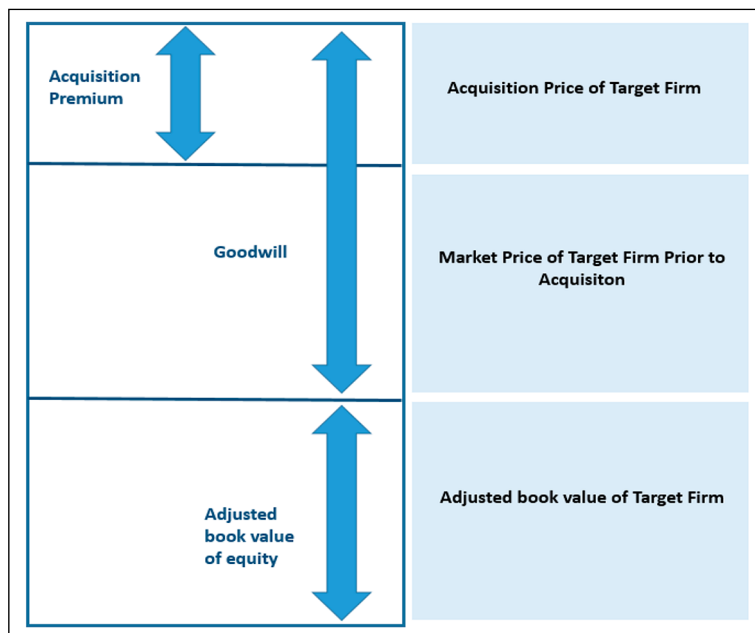 Acquisition
Premium
Acquisition Price of Target Firm
Goodwill
Market Price of Target Firm Prior to
Acquisiton
Adjusted
book value
of equity
Adjusted book value of Target Firm